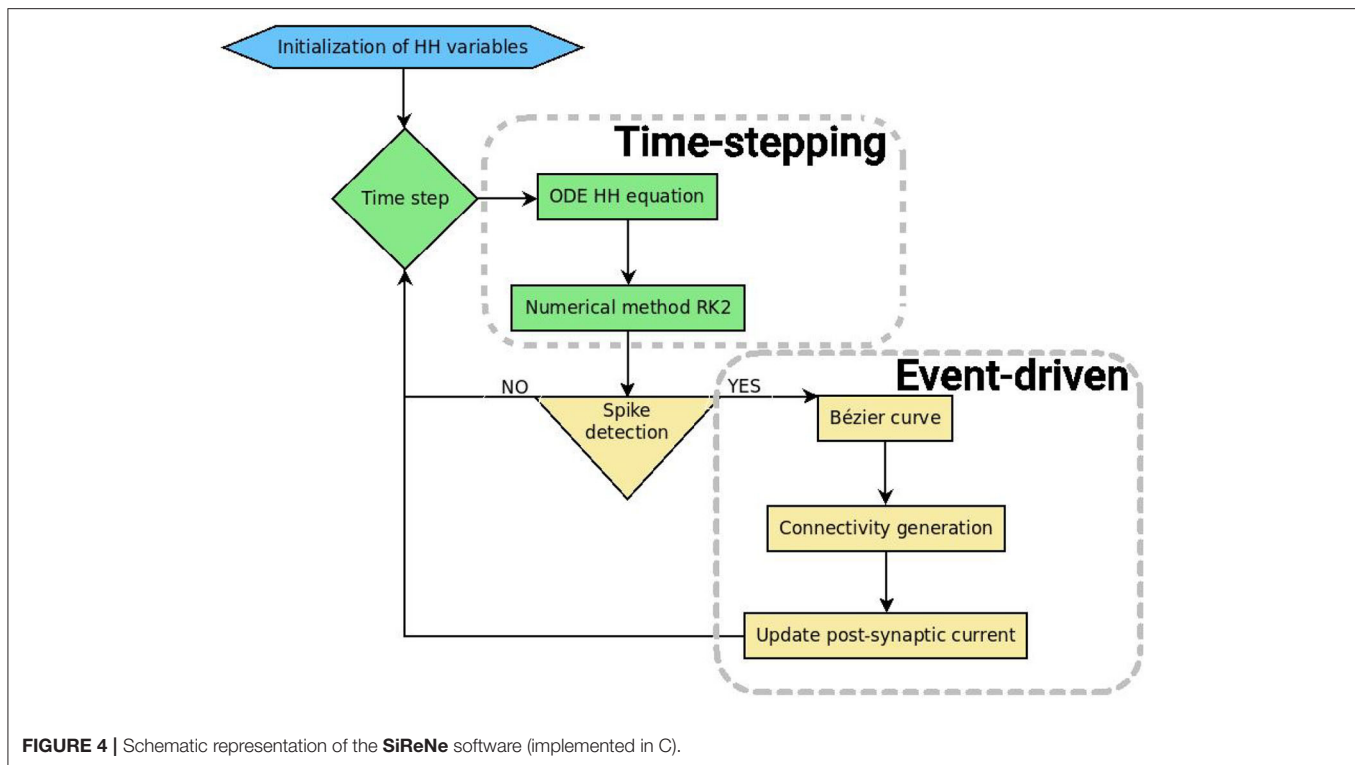 Initialization of HH variables
Time-stepping
Time step
ODE HH equation
Numerical method RK2
Event-driven
NO
YES
Spike
detection
Bézier curve
Connectivity generation
Update post-synaptic current
FIGURE 4 | Schematic representation of the SiReNe software (implemented in C).